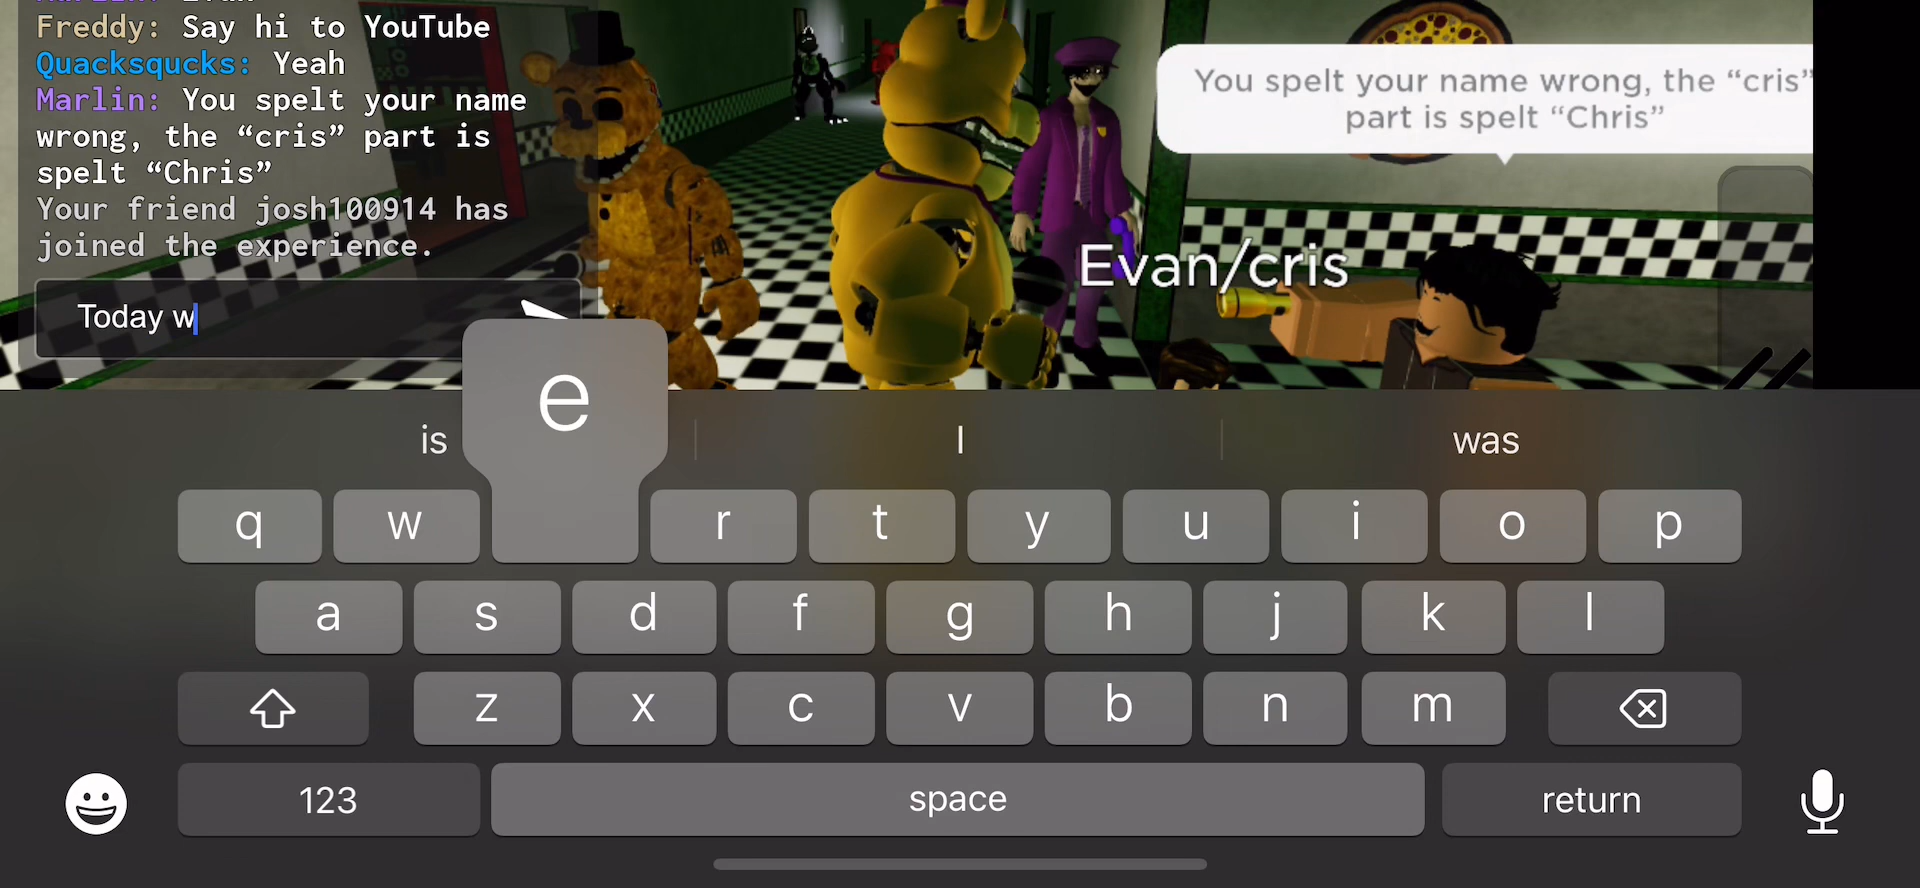 Freddy: Say hi to YouTube
Quacksqucks: Yeah
Marlin: You spelt your name
wrong, the “cris” part is
spelt “Chris”
Your friend josh100914 has
joined the experience.
Today w
You spelt your name wrong, the “cris”
part is spelt “Chris”
Evan/cris
e
is
I
was
q w r t y u i o p
a s d f g h j k l
z x c v b n m
123 space return